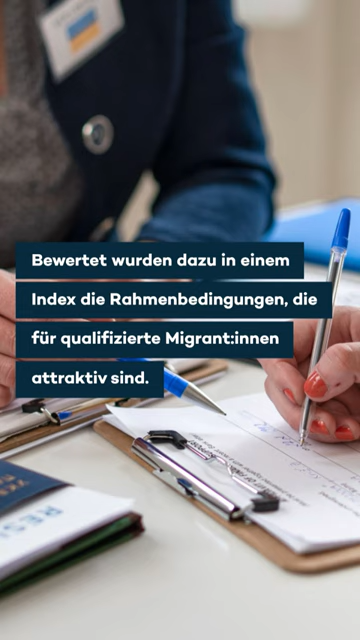 Bewertet wurden dazu in einem
Index die Rahmenbedingungen, die
für qualifizierte Migrant:innen
attraktiv sind.